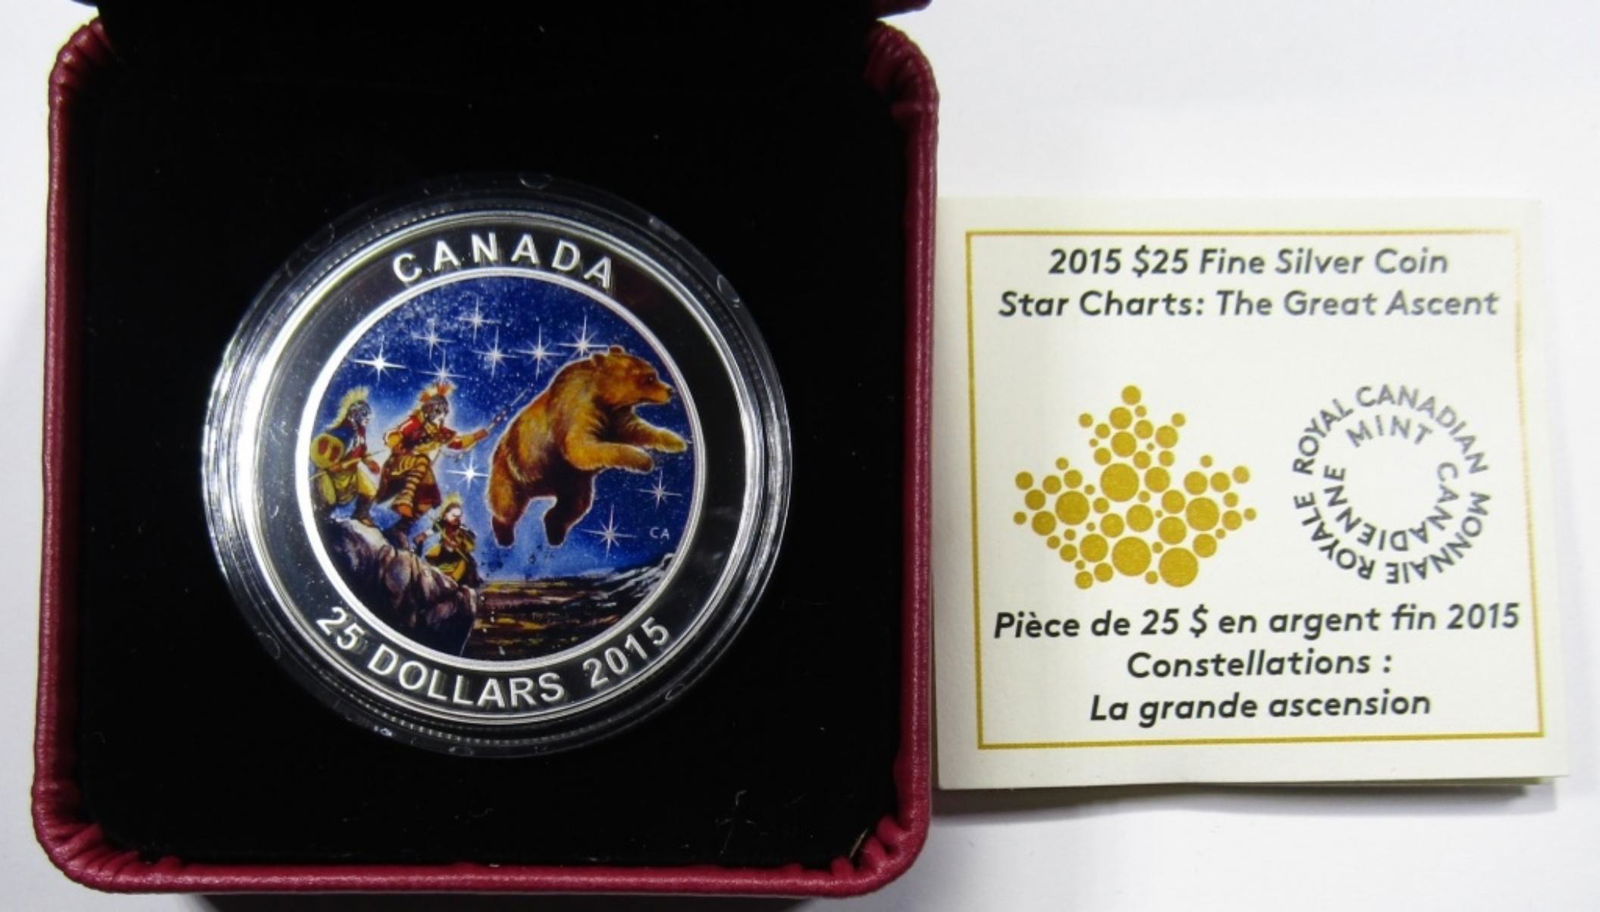 CANADA
CA
25 DOLLARS 2015
2015 $25 Fine Silver Coin
Star Charts: The Great Ascent
ROYAL CANADIAN MINT
MONNAIE ROYALE CANADIENNE
Pièce de 25 $ en argent fin 2015
Constellations :
La grande ascension